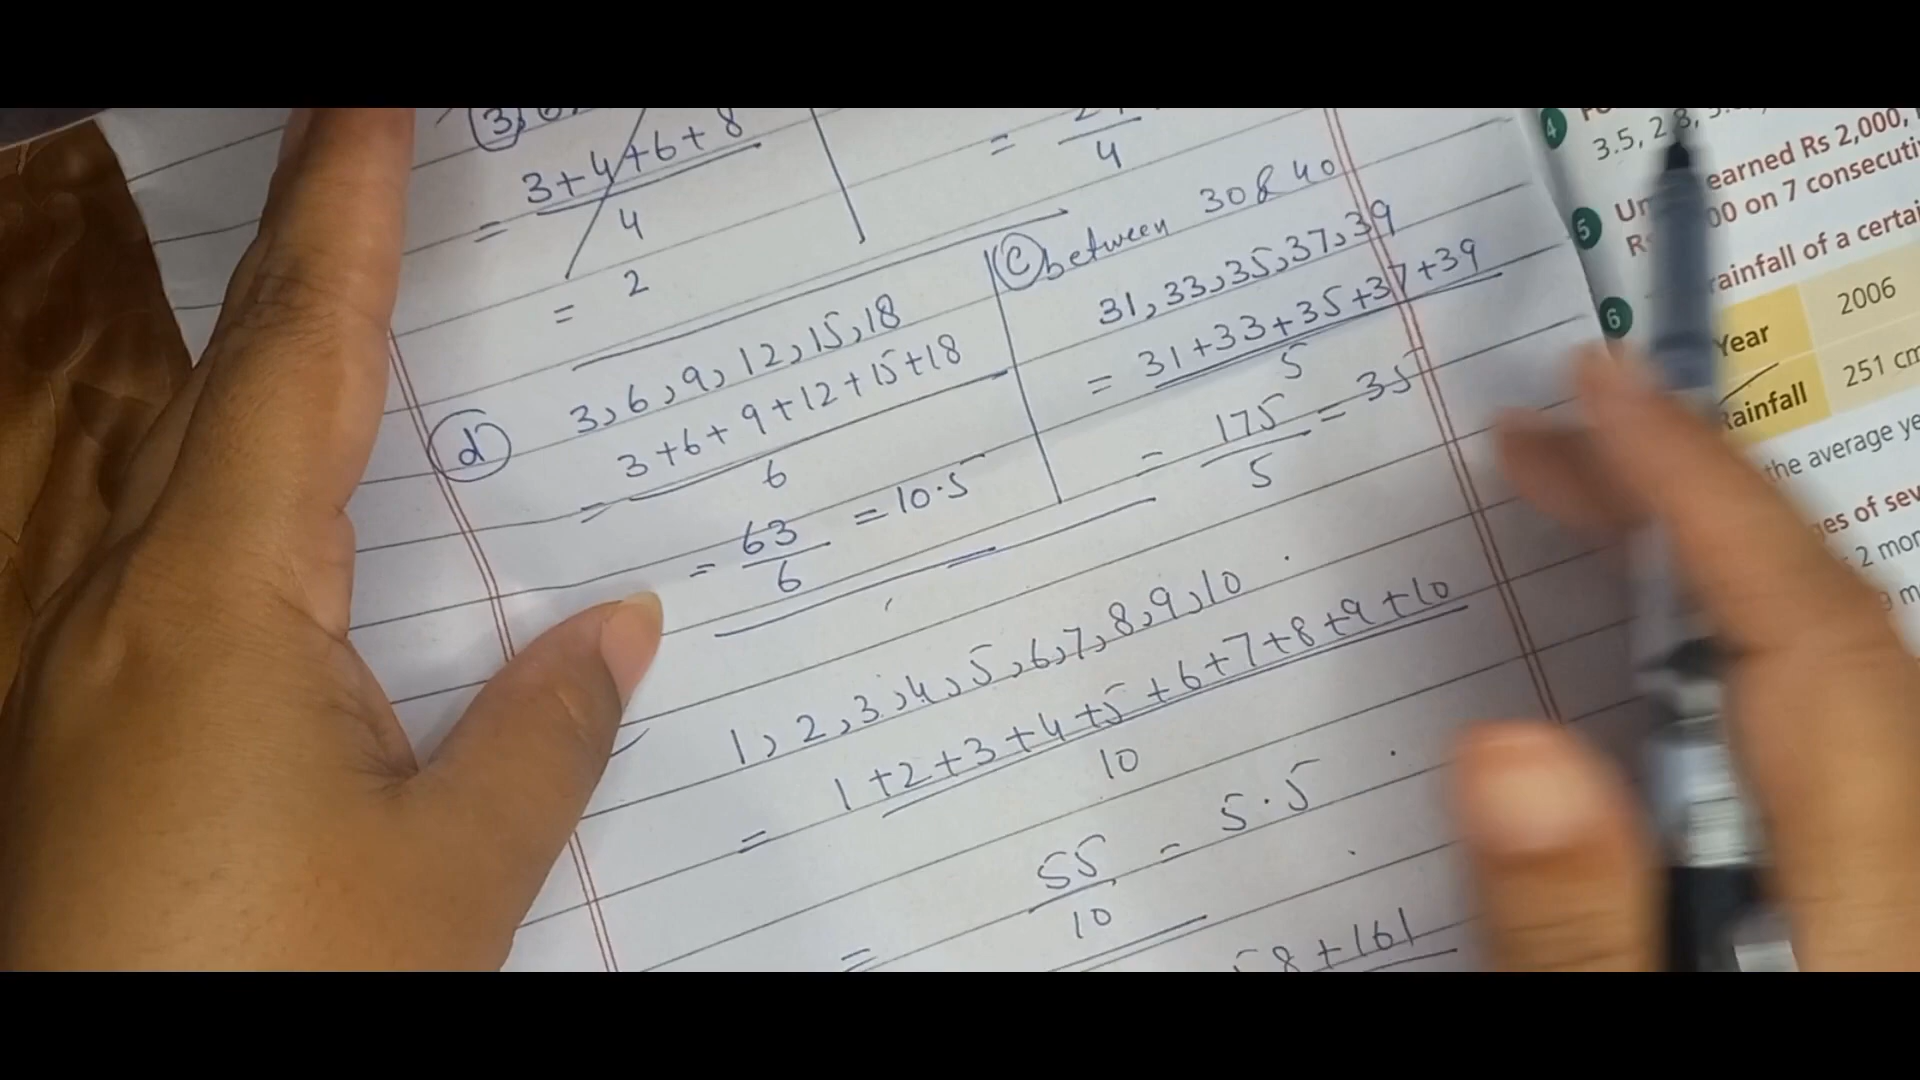 = 3+4+6+8
4
= 2
=
4
(c) between 30 & 40
31, 33, 35, 37, 39
= 31+33+35+37+39
5
= 175 = 35
5
(d) 3, 6, 9, 12, 15, 18
= 3+6+9+12+15+18
6
= 63 = 10.5
6
1, 2, 3, 4, 5, 6, 7, 8, 9, 10
= 1+2+3+4+5+6+7+8+9+10
10
= 55 = 5.5
10
8+161
4
3.5, 2.8,
5 earned Rs 2,000,
00 on 7 consecuti
6 rainfall of a certai
Year 2006
Rainfall 251 cm
the average ye
ges of sev
2 mon
9 m